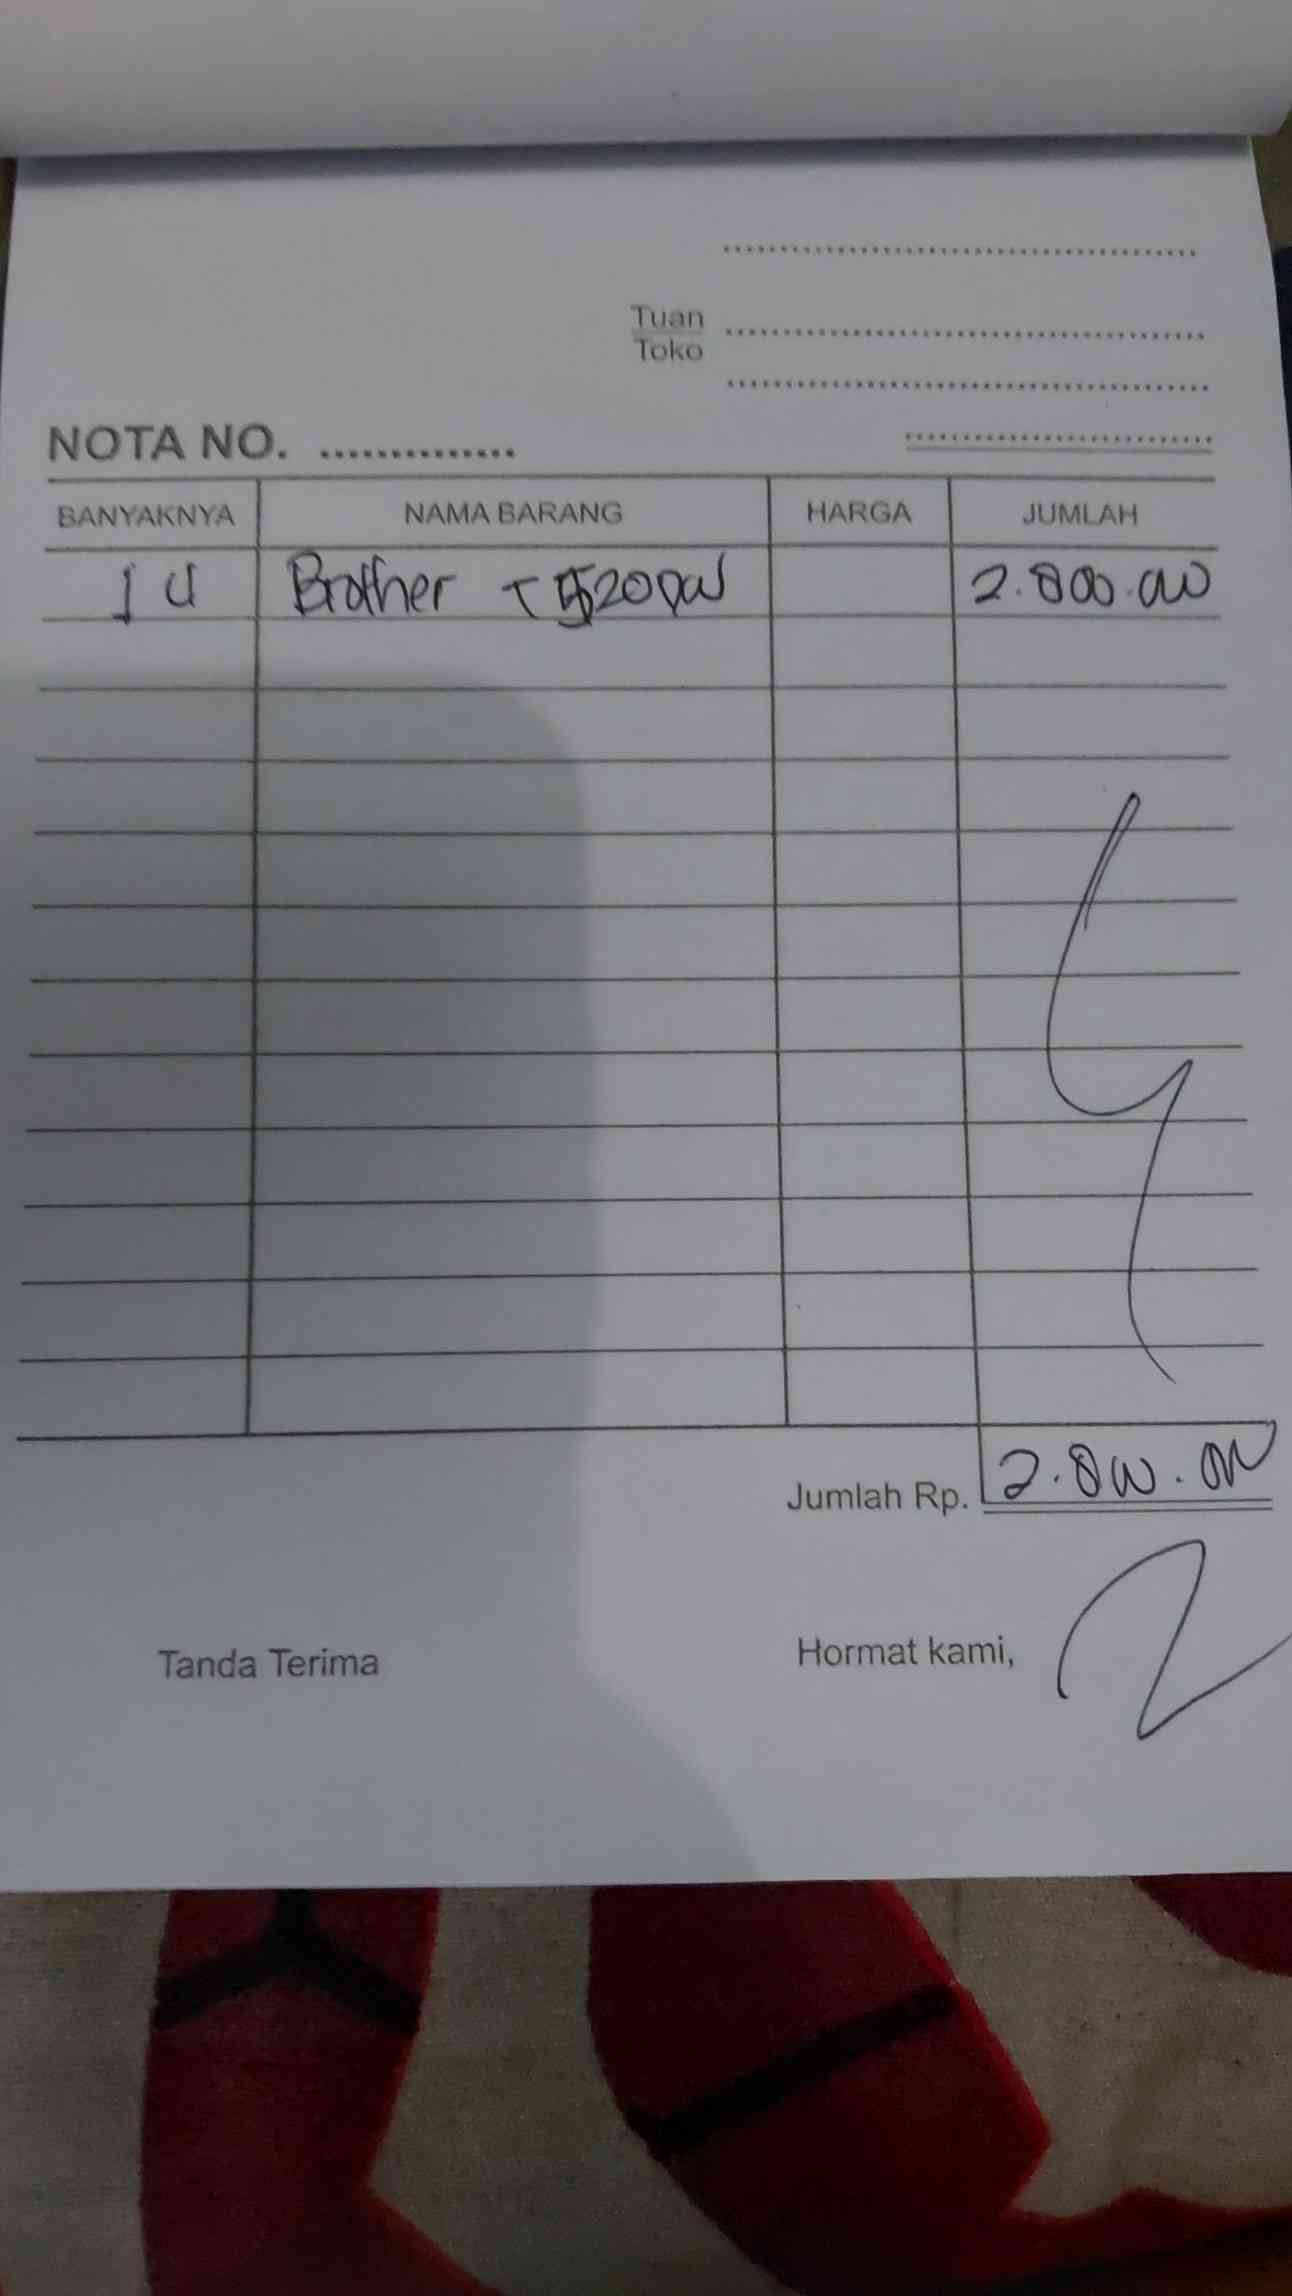 Tuan
Toko
NOTA NO.
BANYAKNYA NAMA BARANG HARGA JUMLAH
1 U Brother T 520DW 2.800.000
Jumlah Rp. 2.800.000
Tanda Terima Hormat kami,